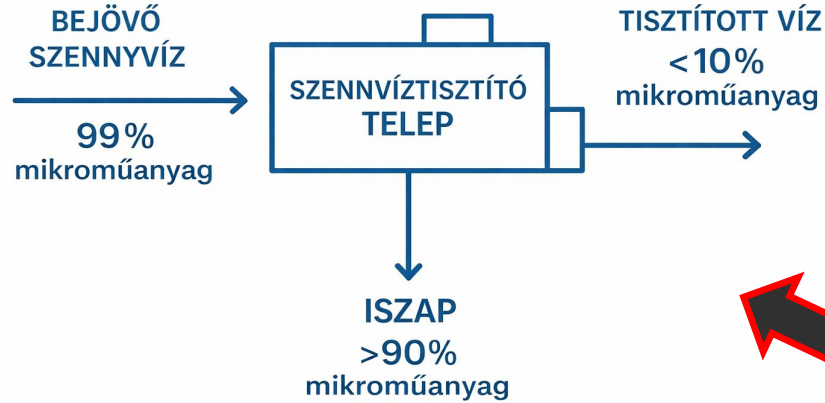 BEJÖVŐ
SZENNYVÍZ
99%
mikroműanyag
SZENNVÍZTISZTÍTÓ
TELEP
TISZTÍTOTT VÍZ
<10%
mikroműanyag
ISZAP
>90%
mikroműanyag